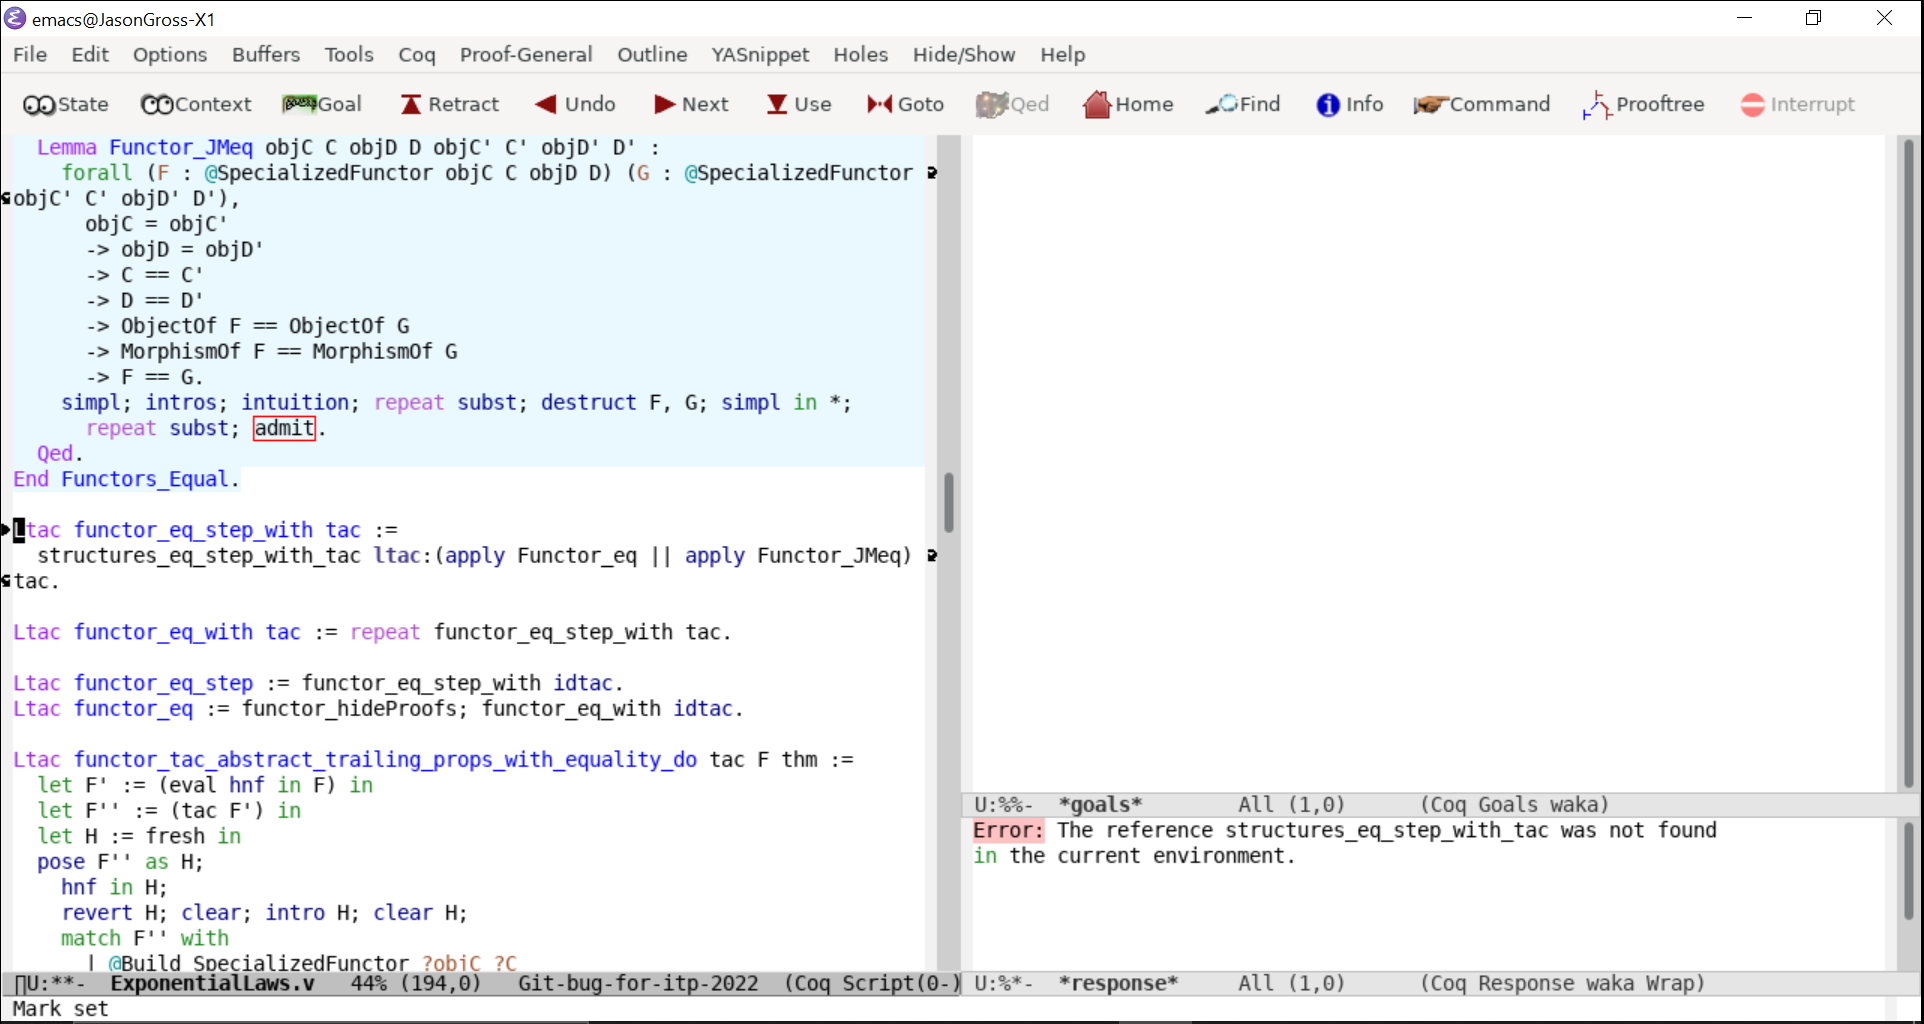 emacs@JasonGross-X1
File Edit Options Buffers Tools Coq Proof-General Outline YASnippet Holes Hide/Show Help
State Context Goal Retract Undo Next Use Goto Qed Home Find Info Command Prooftree Interrupt
Lemma Functor_JMeq objC C objD D objC' C' objD' D' :
forall (F : @SpecializedFunctor objC C objD D) (G : @SpecializedFunctor
objC' C' objD' D'),
objC = objC'
-> objD = objD'
-> C == C'
-> D == D'
-> ObjectOf F == ObjectOf G
-> MorphismOf F == MorphismOf G
-> F == G.
simpl; intros; intuition; repeat subst; destruct F, G; simpl in *;
repeat subst; admit.
Qed.
End Functors_Equal.
Ltac functor_eq_step_with tac :=
structures_eq_step_with_tac ltac:(apply Functor_eq || apply Functor_JMeq)
tac.
Ltac functor_eq_with tac := repeat functor_eq_step_with tac.
Ltac functor_eq_step := functor_eq_step_with idtac.
Ltac functor_eq := functor_hideProofs; functor_eq_with idtac.
Ltac functor_tac_abstract_trailing_props_with_equality_do tac F thm :=
let F' := (eval hnf in F) in
let F'' := (tac F') in
let H := fresh in
pose F'' as H;
hnf in H;
revert H; clear; intro H; clear H;
match F'' with
| @Build_SpecializedFunctor ?objC ?C
U:**- ExponentialLaws.v 44% (194,0) Git-bug-for-itp-2022 (Coq Script(0-)
Mark set
U:%%- *goals* All (1,0) (Coq Goals waka)
Error: The reference structures_eq_step_with_tac was not found
in the current environment.
U:%*- *response* All (1,0) (Coq Response waka Wrap)